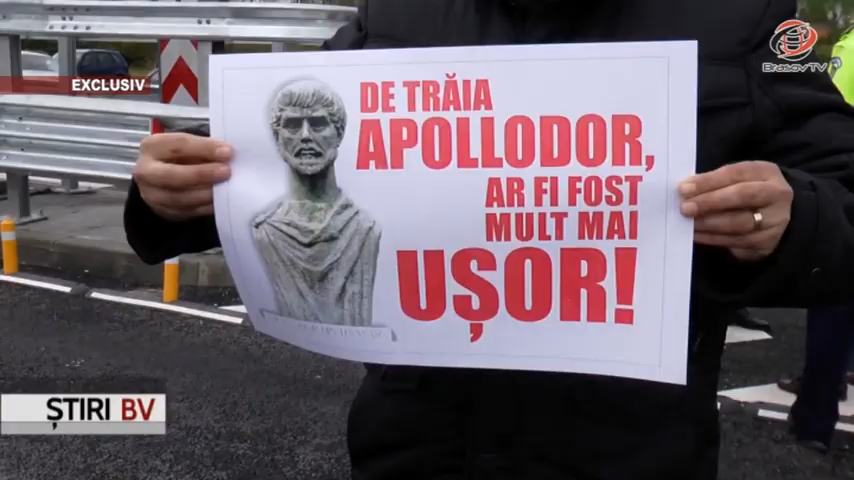 EXCLUSIV
BrasovTV
DE TRĂIA
APOLLODOR,
AR FI FOST
MULT MAI
UȘOR!
ȘTIRI BV